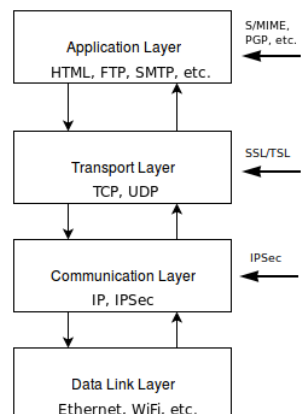 S/MIME,
PGP, etc.
Application Layer
HTML, FTP, SMTP, etc.
SSL/TSL
Transport Layer
TCP, UDP
IPSec
Communication Layer
IP, IPSec
Data Link Layer
Ethernet, WiFi, etc.